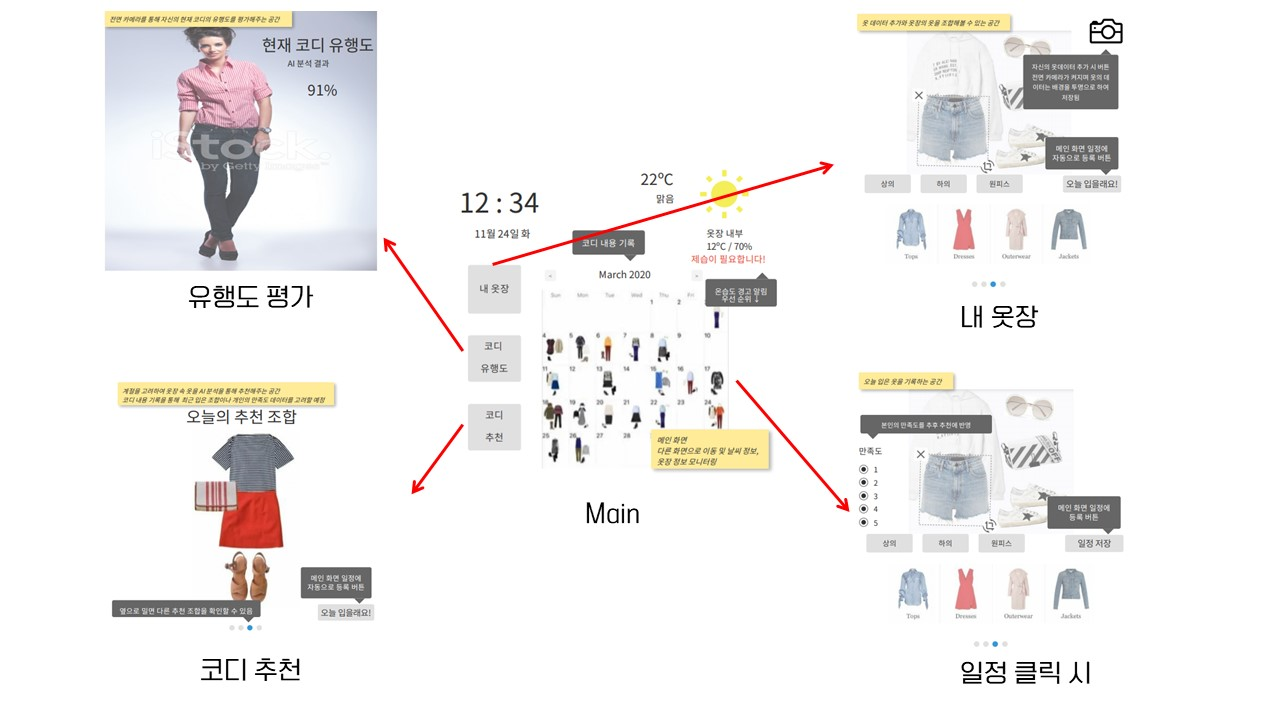 전면 카메라를 통해 자신의 현재 코디의 유행도를 평가해주는 공간
현재 코디 유행도
AI 분석 결과
91%
iStock.
by Getty Images™
유행도 평가
계절을 고려하여 옷장 속 옷을 AI 분석을 통해 추천해주는 공간
코디 내용 기록을 통해 최근 입은 조합이나 개인의 만족도 데이터를 고려할 예정
오늘의 추천 조합
메인 화면 일정에
자동으로 등록 버튼
옆으로 밀면 다른 추천 조합을 확인할 수 있음
오늘 입을래요!
코디 추천
12 : 34
11월 24일 화
22℃
맑음
옷장 내부
12℃ / 70%
제습이 필요합니다!
코디 내용 기록
온습도 경고 알림
우선 순위 ↓
내 옷장
코디
유행도
코디
추천
< March 2020 >
Sun Mon Tue Wed Thu Fri
1 2
4 5 6 7 8 9 10
11 12 13 14 15 16 17
18 19 20 21 22 23 24
25 26 27 28
메인 화면
다른 화면으로 이동 및 날씨 정보,
옷장 정보 모니터링
Main
옷 데이터 추가와 옷장의 옷을 조합해볼 수 있는 공간
자신의 옷데이터 추가 시 버튼
전면 카메라가 켜지며 옷의 데
이터는 배경을 투명으로 하여
저장됨
메인 화면 일정에
자동으로 등록 버튼
상의 하의 원피스 오늘 입을래요!
Tops Dresses Outerwear Jackets
내 옷장
오늘 입은 옷을 기록하는 공간
본인의 만족도를 추후 추천에 반영
만족도
1
2
3
4
5
메인 화면 일정에
등록 버튼
상의 하의 원피스 일정 저장
Tops Dresses Outerwear Jackets
일정 클릭 시